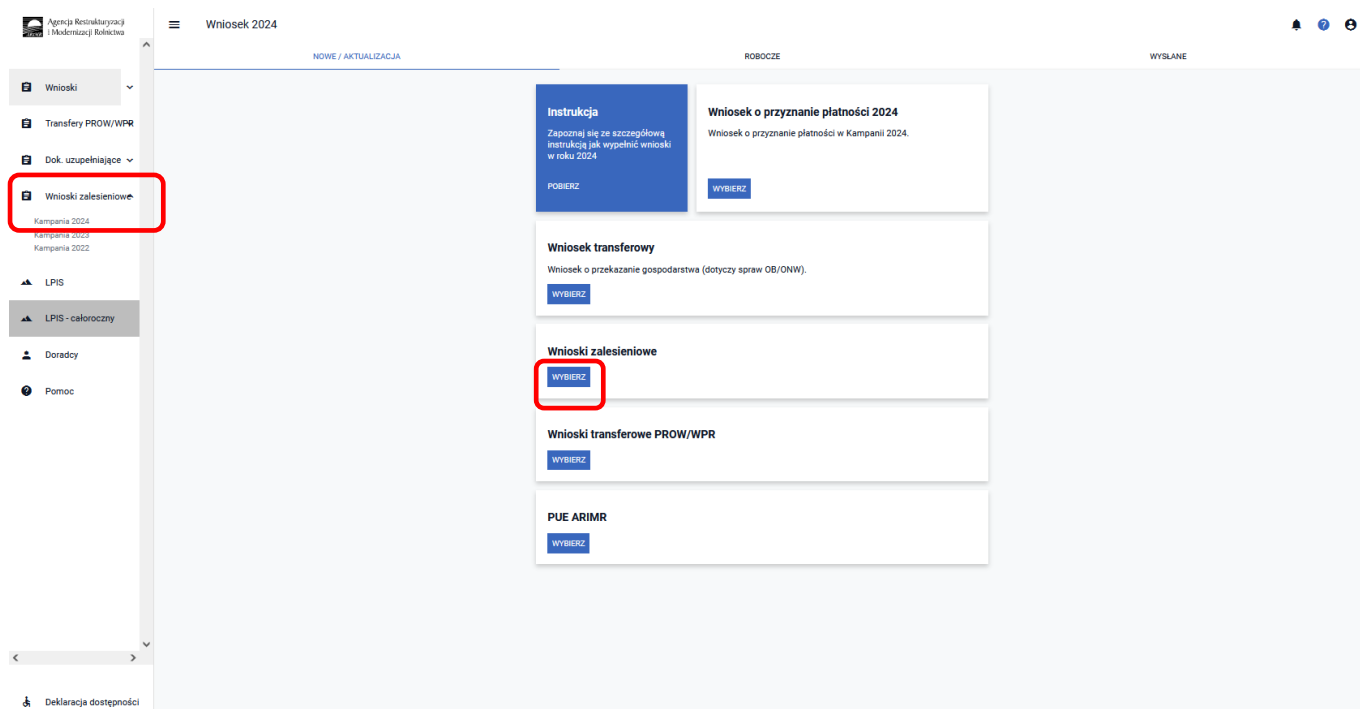 Agencja Restrukturyzacji
i Modernizacji Rolnictwa
Wniosek 2024
NOWE / AKTUALIZACJA
ROBOCZE
WYSŁANE
Wnioski
Transfery PROW/WPR
Dok. uzupełniające
Wnioski zalesieniowe
Kampania 2024
Kampania 2023
Kampania 2022
LPIS
LPIS - całoroczny
Doradcy
Pomoc
Deklaracja dostępności
Instrukcja
Zapoznaj się ze szczegółową
instrukcją jak wypełnić wnioski
w roku 2024
POBIERZ
Wniosek o przyznanie płatności 2024
Wniosek o przyznanie płatności w Kampanii 2024.
WYBIERZ
Wniosek transferowy
Wniosek o przekazanie gospodarstwa (dotyczy spraw OB/ONW).
WYBIERZ
Wnioski zalesieniowe
WYBIERZ
Wnioski transferowe PROW/WPR
WYBIERZ
PUE ARIMR
WYBIERZ